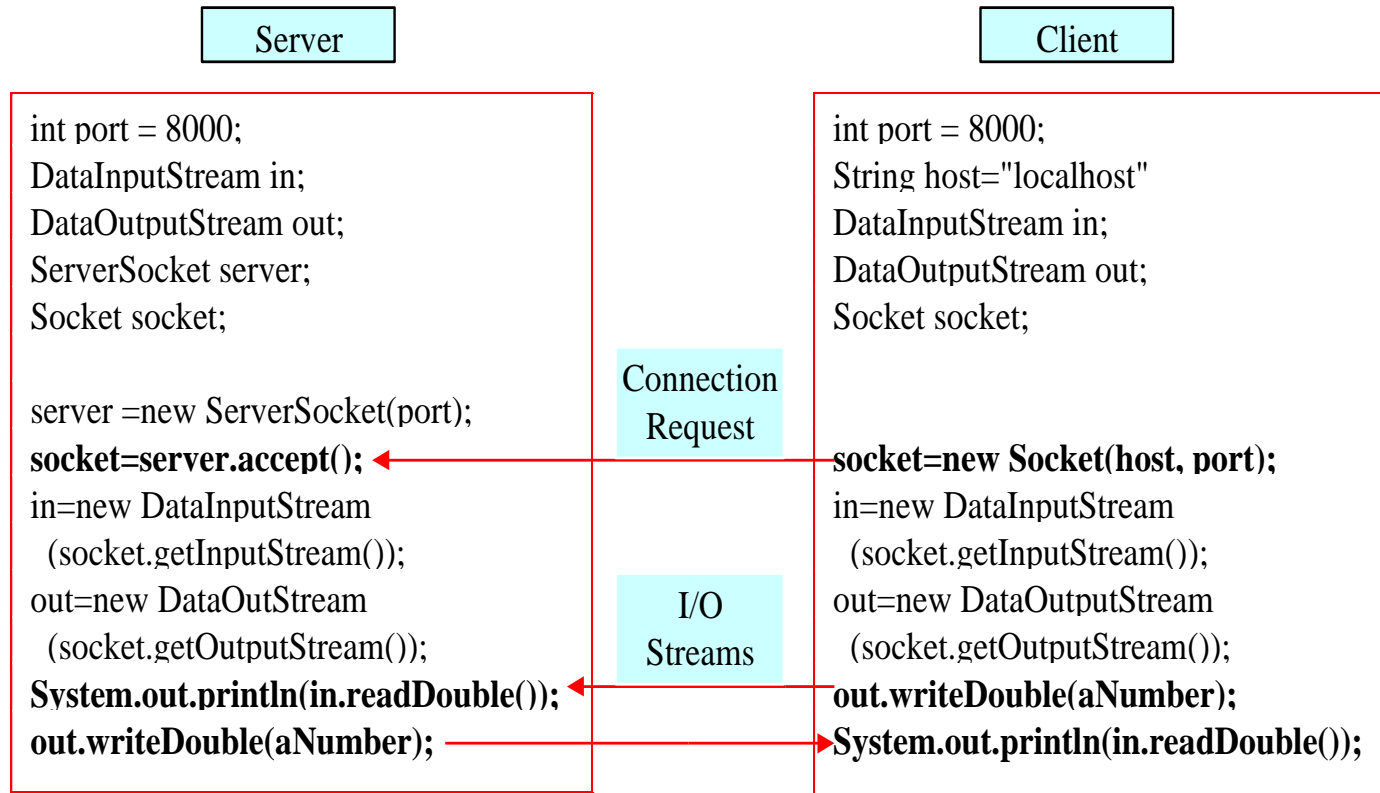 Server
int port = 8000;
DataInputStream in;
DataOutputStream out;
ServerSocket server;
Socket socket;
server =new ServerSocket(port);
socket=server.accept();
in=new DataInputStream
(socket.getInputStream());
out=new DataOutStream
(socket.getOutputStream());
System.out.println(in.readDouble());
out.writeDouble(aNumber);
Connection
Request
I/O
Streams
Client
int port = 8000;
String host="localhost"
DataInputStream in;
DataOutputStream out;
Socket socket;
socket=new Socket(host, port);
in=new DataInputStream
(socket.getInputStream());
out=new DataOutputStream
(socket.getOutputStream());
out.writeDouble(aNumber);
System.out.println(in.readDouble());